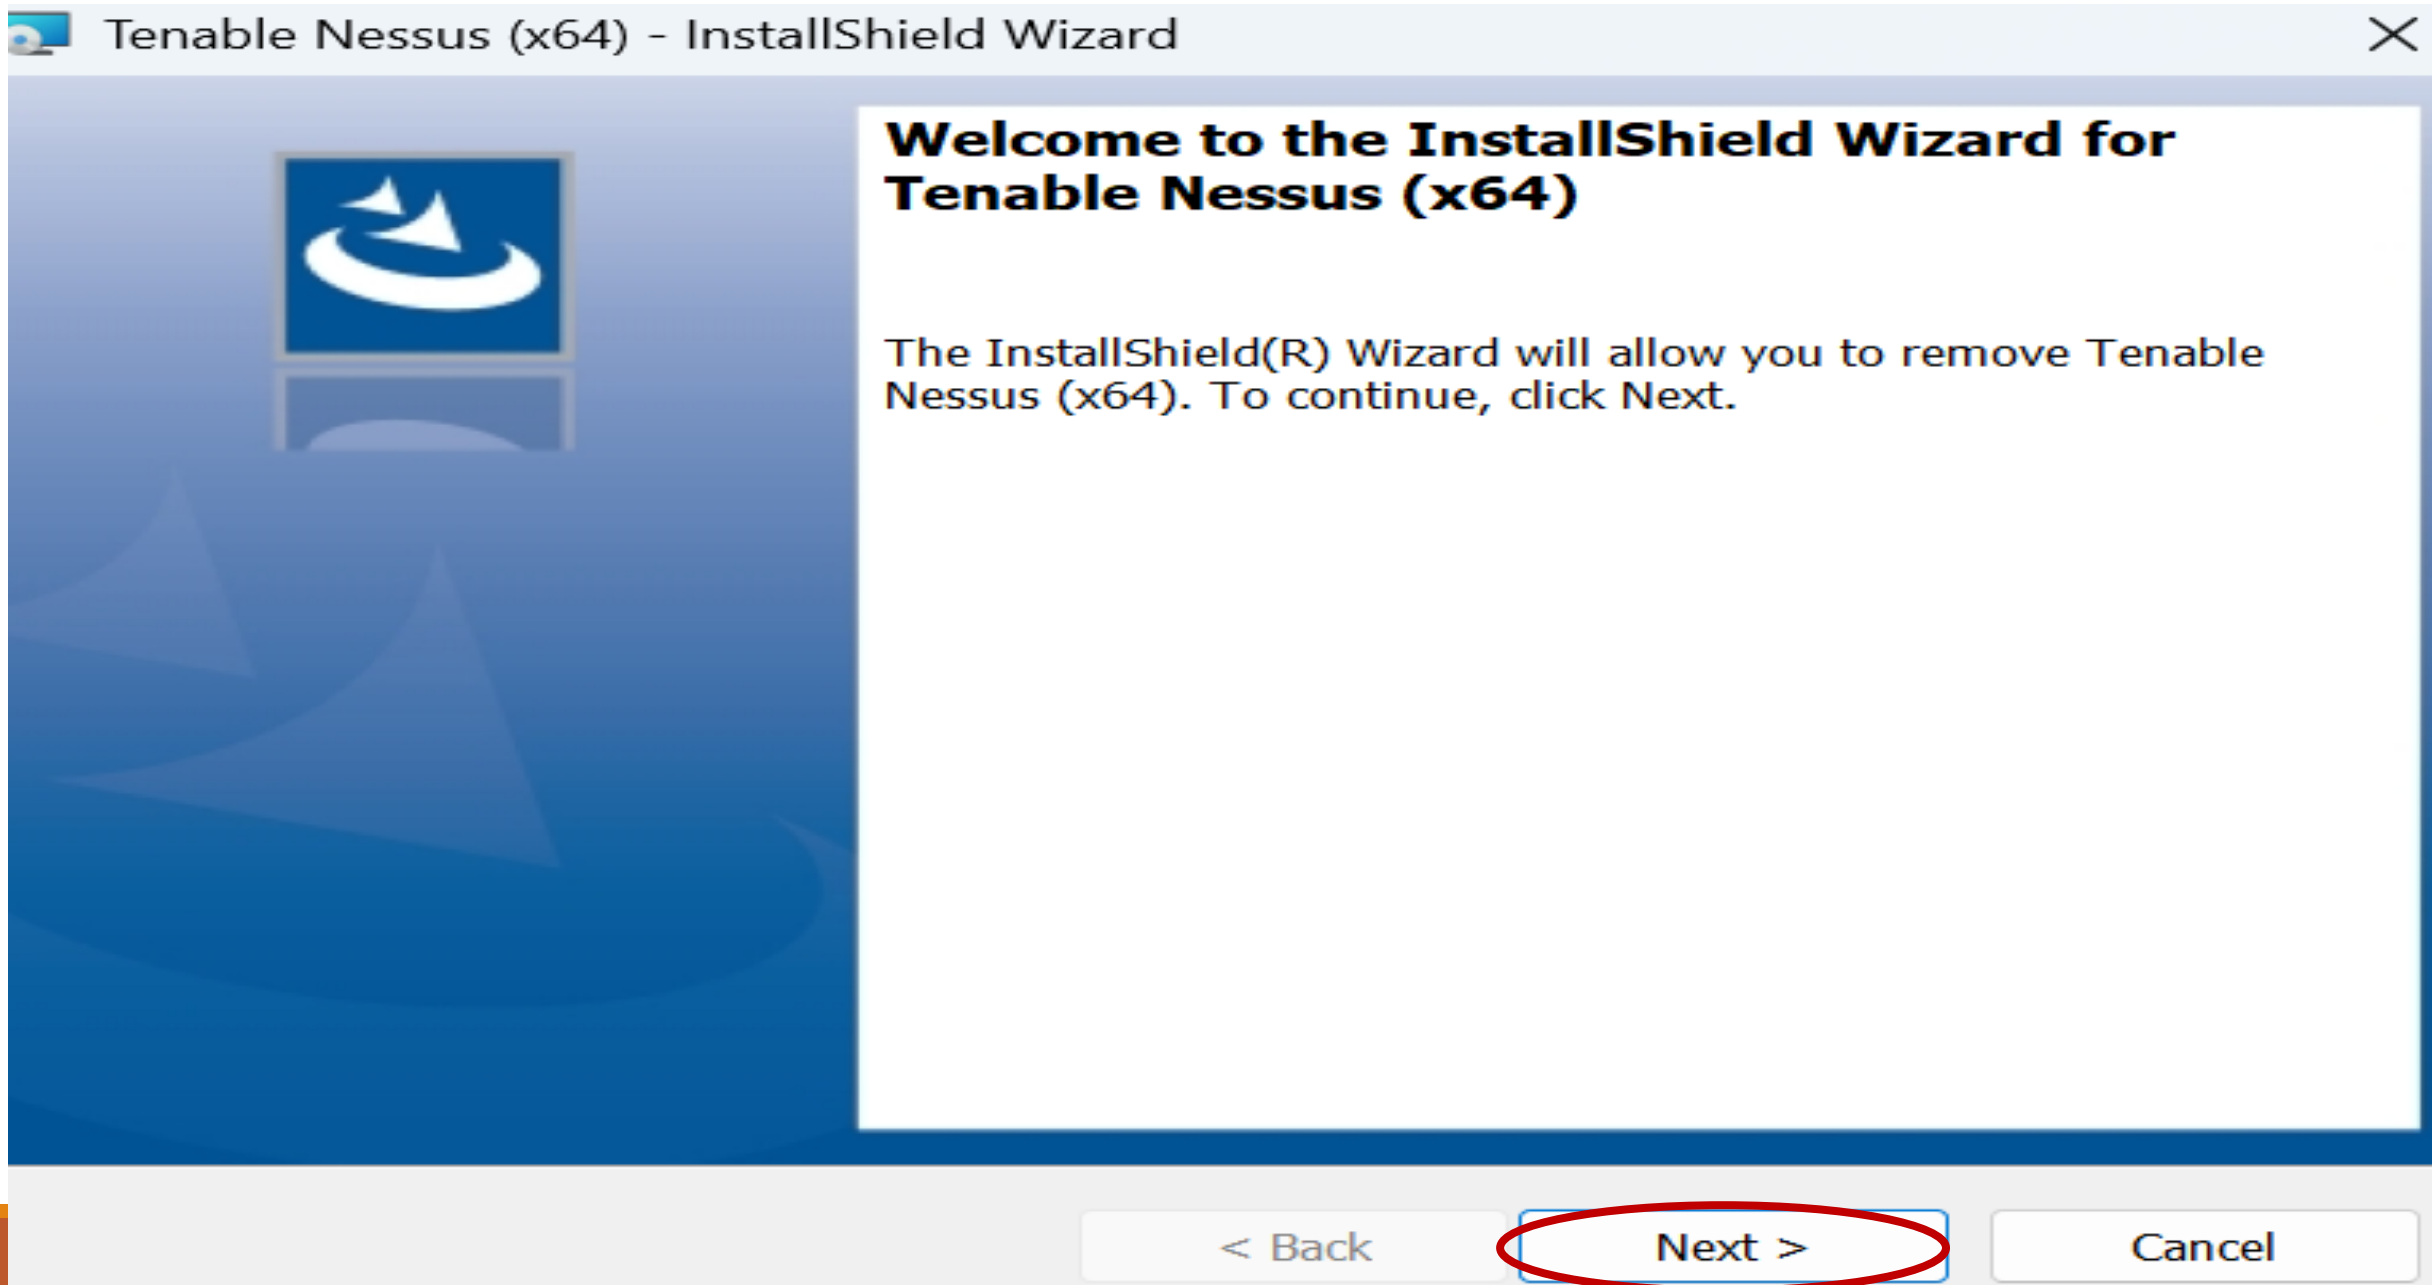 Tenable Nessus (x64) - InstallShield Wizard
Welcome to the InstallShield Wizard for
Tenable Nessus (x64)
The InstallShield(R) Wizard will allow you to remove Tenable
Nessus (x64). To continue, click Next.
< Back
Next >
Cancel